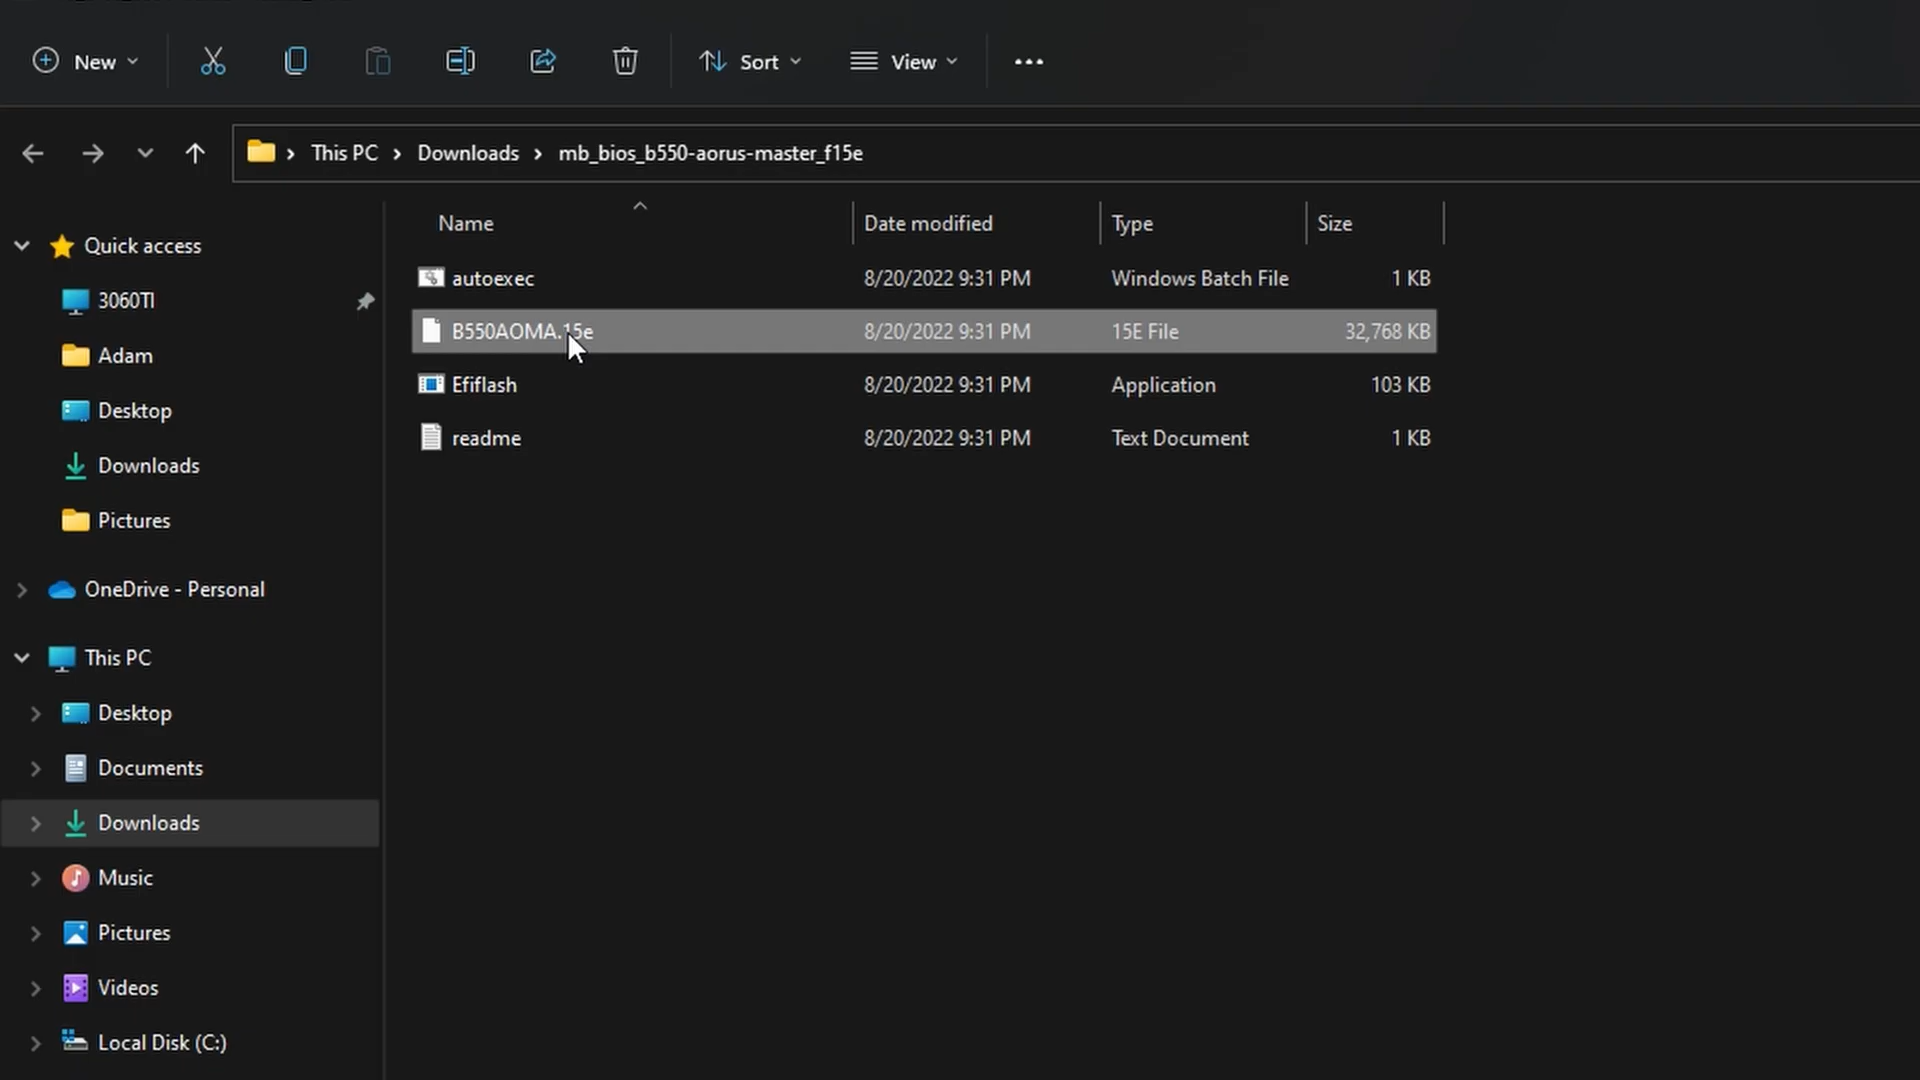 New
Sort
View
This PC
Downloads
mb_bios_b550-aorus-master_f15e
Name
Date modified
Type
Size
autoexec
8/20/2022 9:31 PM
Windows Batch File
1 KB
B550AOMA.15e
8/20/2022 9:31 PM
15E File
32,768 KB
Efiflash
8/20/2022 9:31 PM
Application
103 KB
readme
8/20/2022 9:31 PM
Text Document
1 KB
Quick access
3060TI
Adam
Desktop
Downloads
Pictures
OneDrive - Personal
This PC
Desktop
Documents
Downloads
Music
Pictures
Videos
Local Disk (C:)